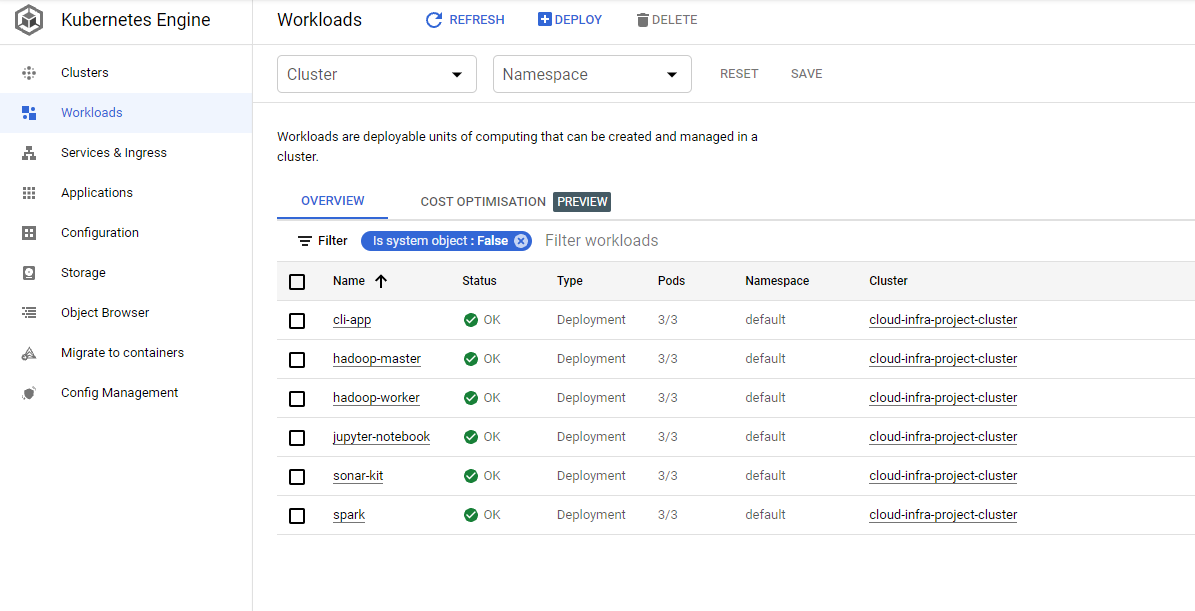 Kubernetes Engine
Workloads
REFRESH
DEPLOY
DELETE
Clusters
Workloads
Services & Ingress
Applications
Configuration
Storage
Object Browser
Migrate to containers
Config Management
Cluster
Namespace
RESET
SAVE
Workloads are deployable units of computing that can be created and managed in a
cluster.
OVERVIEW
COST OPTIMISATION PREVIEW
Filter Is system object : False Filter workloads
Name Status Type Pods Namespace Cluster
cli-app OK Deployment 3/3 default cloud-infra-project-cluster
hadoop-master OK Deployment 3/3 default cloud-infra-project-cluster
hadoop-worker OK Deployment 3/3 default cloud-infra-project-cluster
jupyter-notebook OK Deployment 3/3 default cloud-infra-project-cluster
sonar-kit OK Deployment 3/3 default cloud-infra-project-cluster
spark OK Deployment 3/3 default cloud-infra-project-cluster